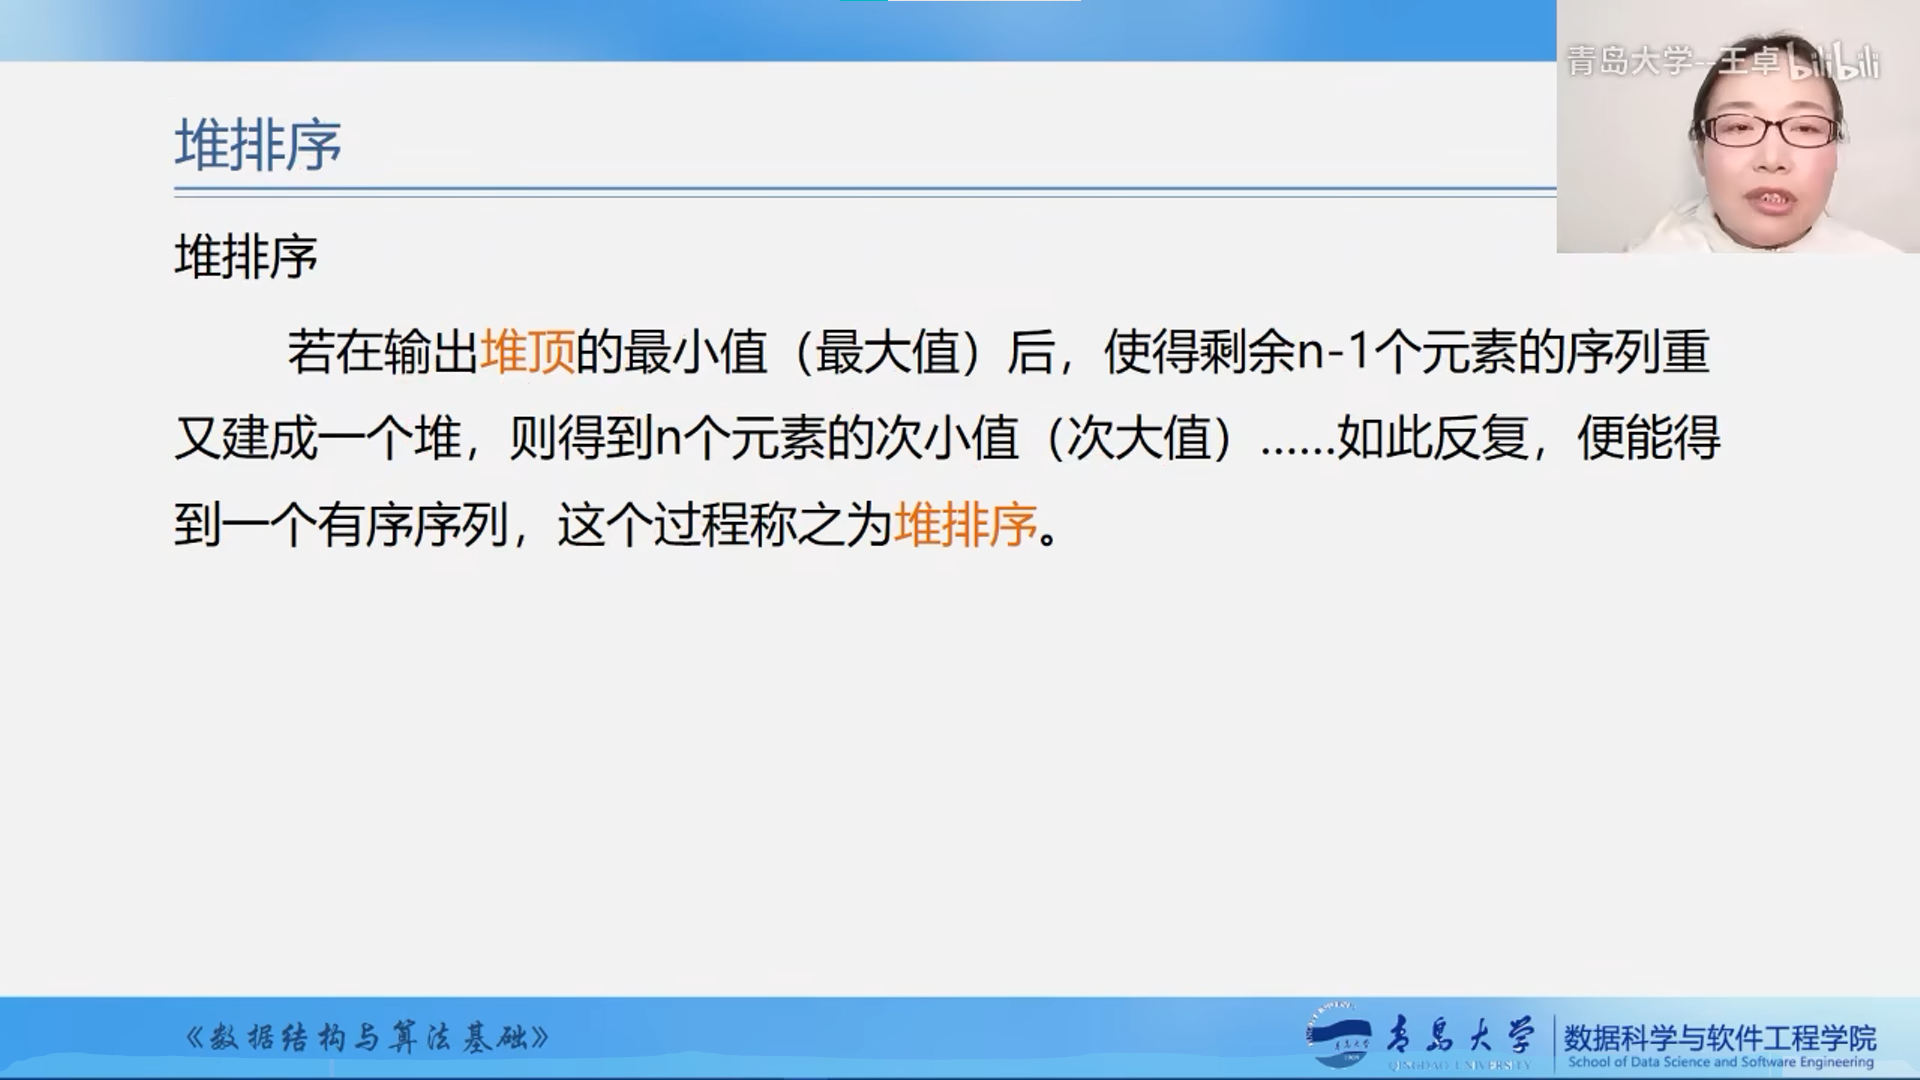 青岛大学--王卓 bilibili
堆排序
堆排序
若在输出堆顶的最小值（最大值）后，使得剩余n-1个元素的序列重
又建成一个堆，则得到n个元素的次小值（次大值）……如此反复，便能得
到一个有序序列，这个过程称之为堆排序。
《数据结构与算法基础》
青岛大学
QINGDAO UNIVERSITY
数据科学与软件工程学院
School of Data Science and Software Engineering